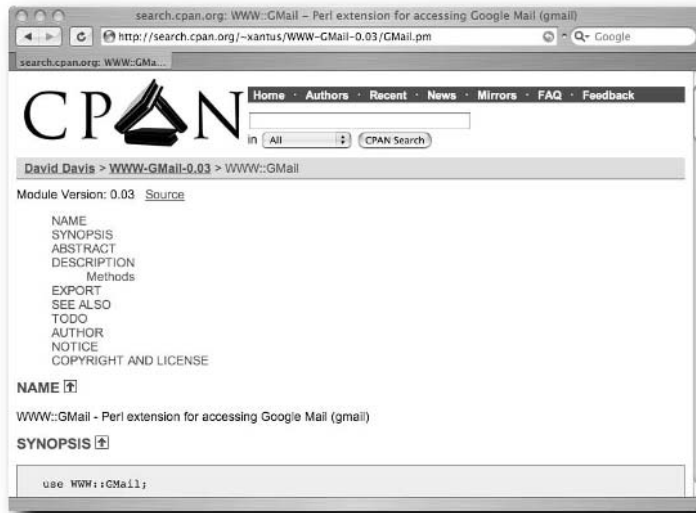 search.cpan.org: WWW::GMail – Perl extension for accessing Google Mail (gmail)
http://search.cpan.org/~xantus/WWW-GMail-0.03/GMail.pm
Google
search.cpan.org: WWW::GMa...
CPAN
Home · Authors · Recent · News · Mirrors · FAQ · Feedback
in All CPAN Search
David Davis > WWW-GMail-0.03 > WWW::GMail
Module Version: 0.03 Source
NAME
SYNOPSIS
ABSTRACT
DESCRIPTION
Methods
EXPORT
SEE ALSO
TODO
AUTHOR
NOTICE
COPYRIGHT AND LICENSE
NAME
WWW::GMail - Perl extension for accessing Google Mail (gmail)
SYNOPSIS
use WWW::GMail;